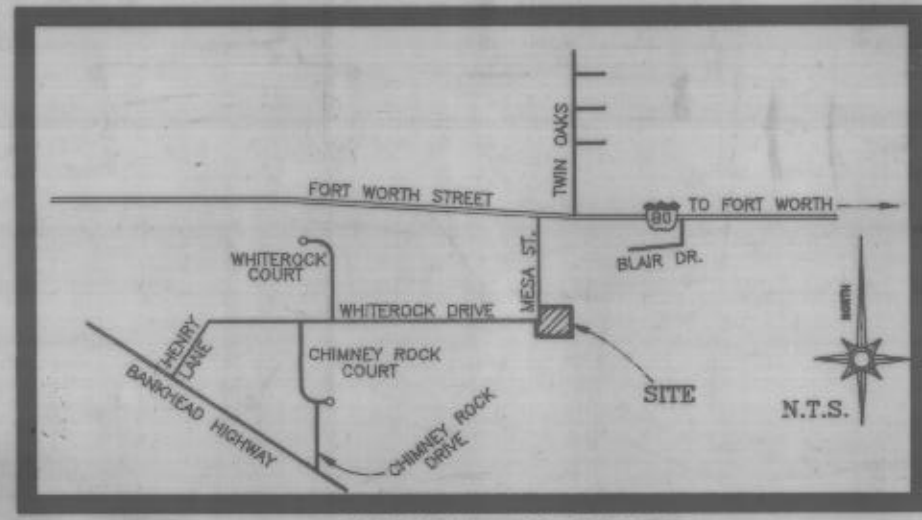 TWIN OAKS
FORT WORTH STREET
80
TO FORT WORTH
WHITEROCK
COURT
MESA ST.
BLAIR DR.
WHITEROCK DRIVE
NORTH
HENRY
LANE
CHIMNEY ROCK
COURT
SITE
N.T.S.
BANKHEAD HIGHWAY
CHIMNEY ROCK
DRIVE